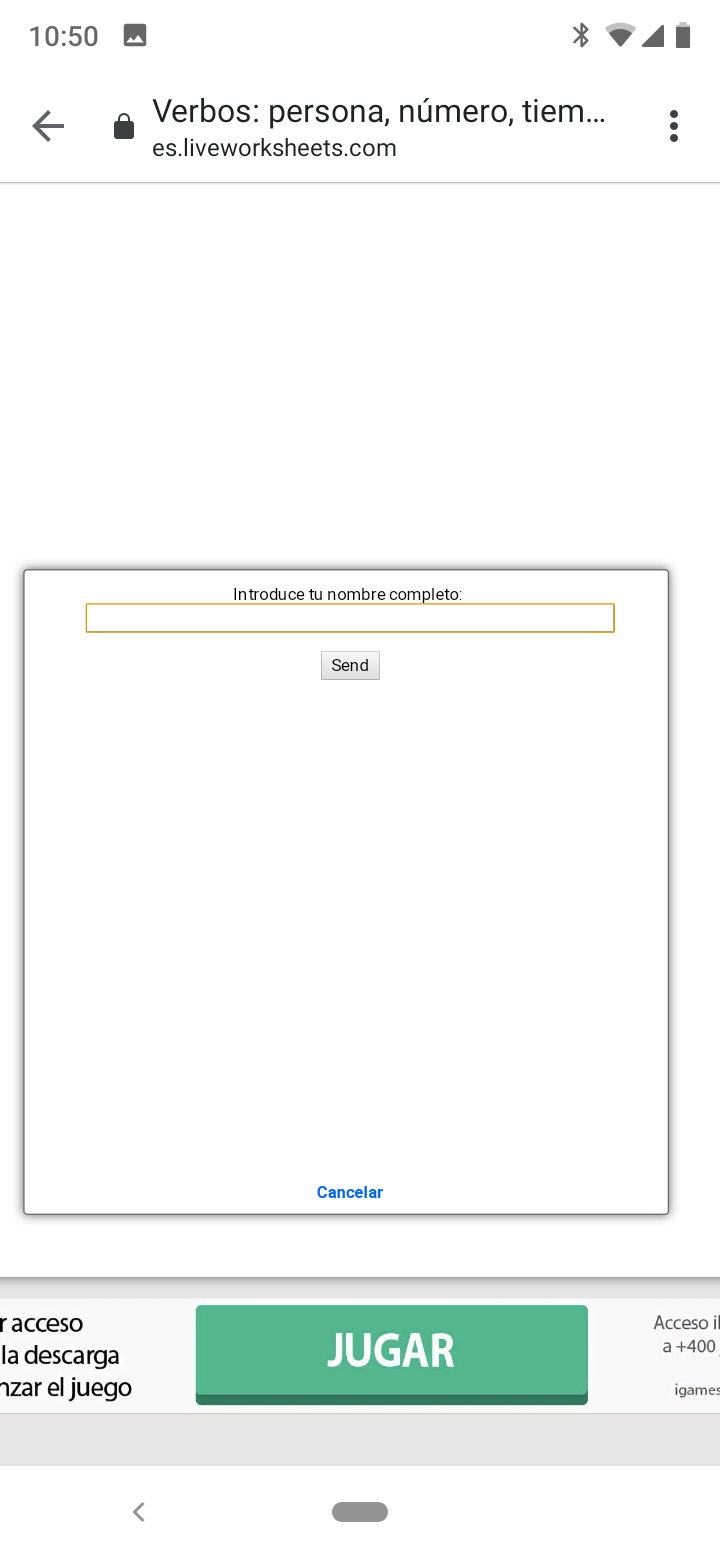 10:50
Verbos: persona, número, tiem...
es.liveworksheets.com
Introduce tu nombre completo:
Send
Cancelar
r acceso
la descarga
nzar el juego
JUGAR
Acceso il
a +400
igames